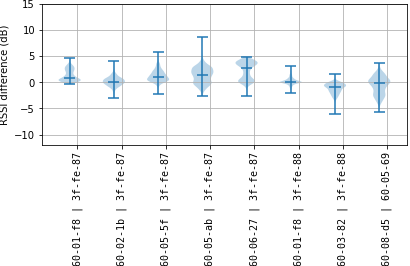 15
10
5
0
−5
−10
RSSI difference (dB)
60-01-f8 | 3f-fe-87
60-02-1b | 3f-fe-87
60-05-5f | 3f-fe-87
60-05-ab | 3f-fe-87
60-06-27 | 3f-fe-87
60-01-f8 | 3f-fe-88
60-03-82 | 3f-fe-88
60-08-d5 | 60-05-69